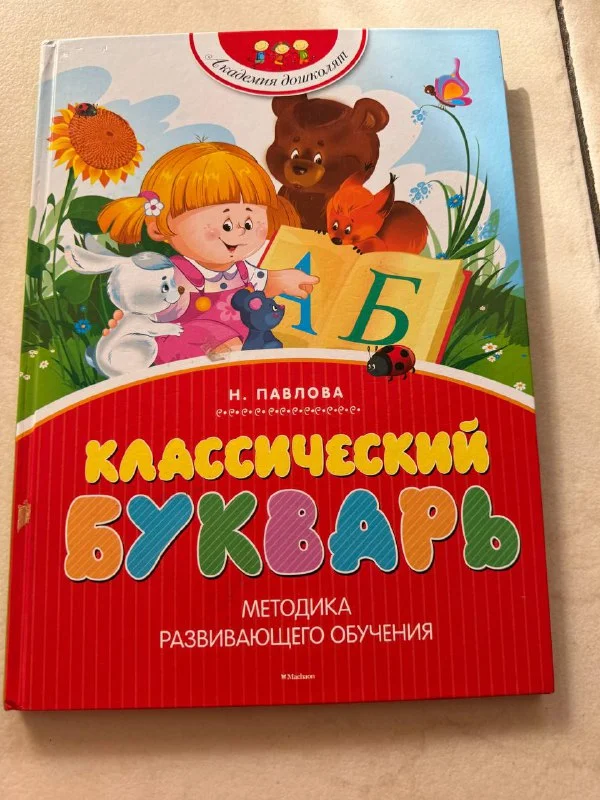 Академия дошколят
А Б
Н. ПАВЛОВА
КЛАССИЧЕСКИЙ
БУКВАРЬ
МЕТОДИКА
РАЗВИВАЮЩЕГО ОБУЧЕНИЯ
Machaon